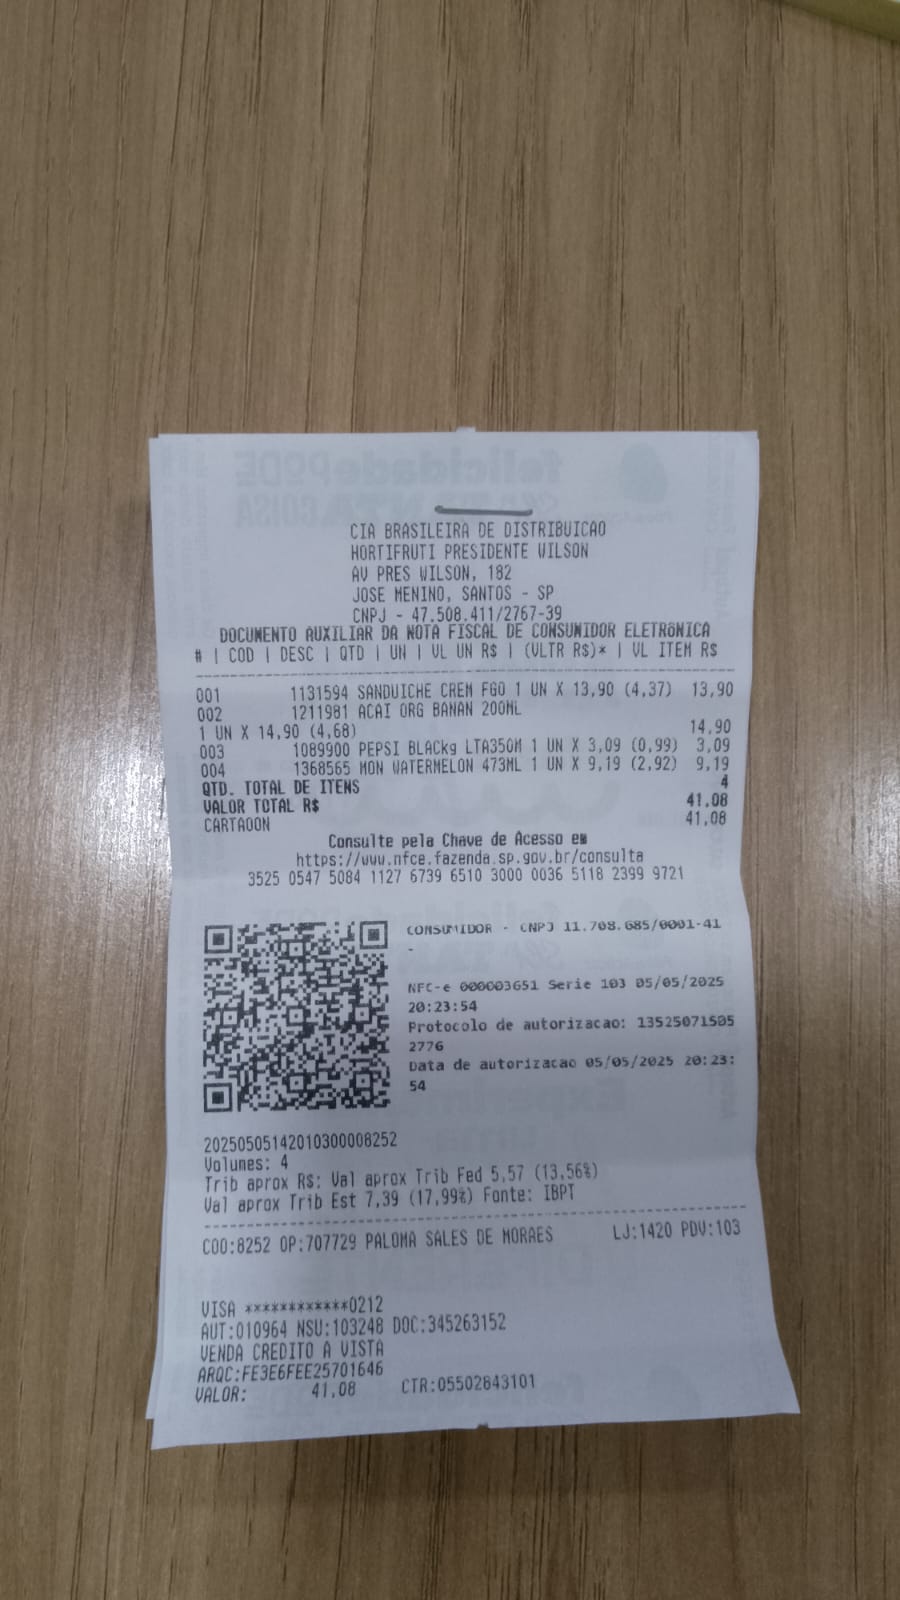 CIA BRASILEIRA DE DISTRIBUICAO
HORTIFRUTI PRESIDENTE WILSON
AV PRES WILSON, 182
JOSE MENINO, SANTOS - SP
CNPJ - 47.508.411/2767-39
DOCUMENTO AUXILIAR DA NOTA FISCAL DE CONSUMIDOR ELETRôNICA
# | COD | DESC | QTD | UN | VL UN R$ | (VLTR R$)* | VL ITEM R$
001 1131594 SANDUICHE CREM FGO 1 UN X 13,90 (4,37) 13,90
002 1211981 ACAI ORG BANAN 200ML
1 UN X 14,90 (4,68) 14,90
003 1089900 PEPSI BLACKg LTA350M 1 UN X 3,09 (0,99) 3,09
004 1368565 MON WATERMELON 473ML 1 UN X 9,19 (2,92) 9,19
QTD. TOTAL DE ITENS 4
VALOR TOTAL R$ 41,08
CARTAOON 41,08
Consulte pela Chave de Acesso em
https://www.nfce.fazenda.sp.gov.br/consulta
3525 0547 5084 1127 6739 6510 3000 0036 5118 2399 9721
CONSUMIDOR - CNPJ 11.708.685/0001-41
-
NFC-e 000003651 Serie 103 05/05/2025
20:23:54
Protocolo de autorizacao: 13525071505
2776
Data de autorizacao 05/05/2025 20:23:
54
20250505142010300008252
Volumes: 4
Trib aprox R$: Val aprox Trib Fed 5,57 (13,56%)
Val aprox Trib Est 7,39 (17,99%) Fonte: IBPT
COO:8252 OP:707729 PALOMA SALES DE MORAES LJ:1420 PDV:103
VISA ************0212
AUT:010964 NSU:103248 DOC:345263152
VENDA CREDITO A VISTA
ARQC:FE3E6FEE25701646
VALOR: 41,08 CTR:05502843101